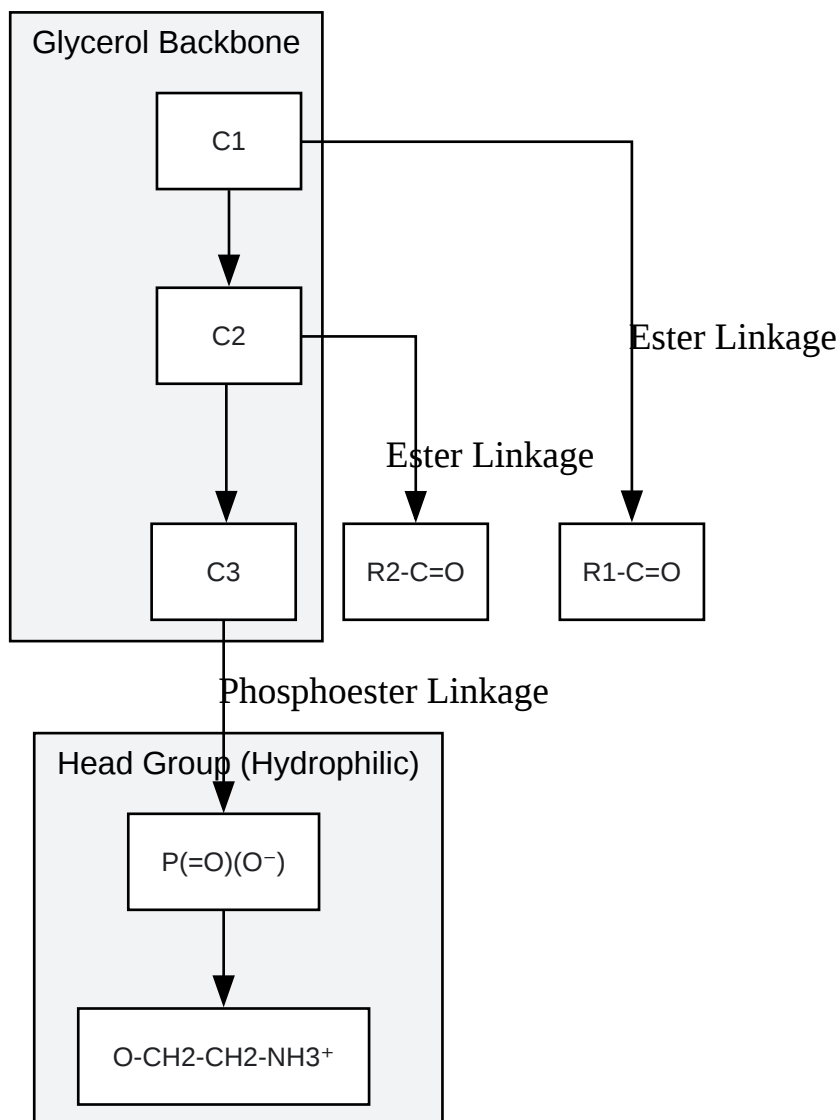 Glycerol Backbone
C1
C2
Ester Linkage
Ester Linkage
C3
R2-C=O
R1-C=O
Phosphoester Linkage
Head Group (Hydrophilic)
P(=O)(O⁻)
O-CH2-CH2-NH3⁺